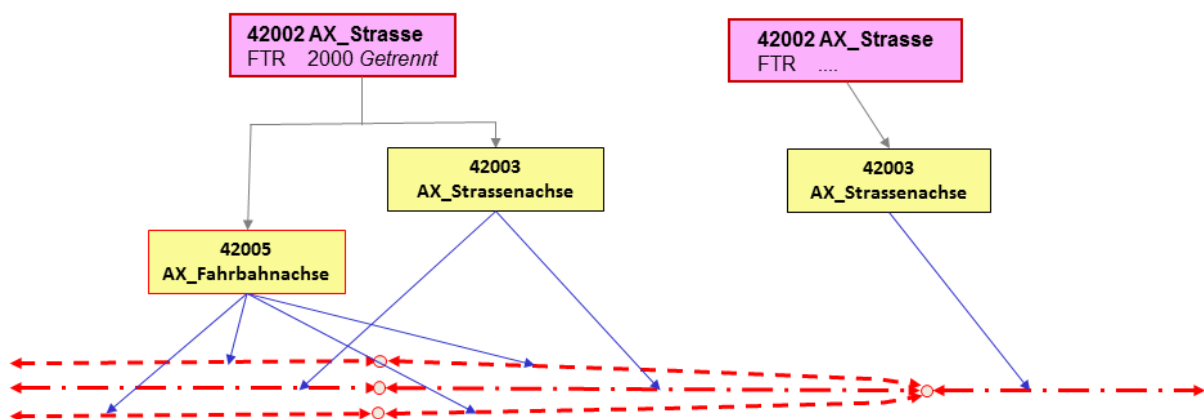 42002 AX_Strasse
FTR 2000 Getrennt
42002 AX_Strasse
FTR ....
42003
AX_Strassenachse
42003
AX_Strassenachse
42005
AX_Fahrbahnachse